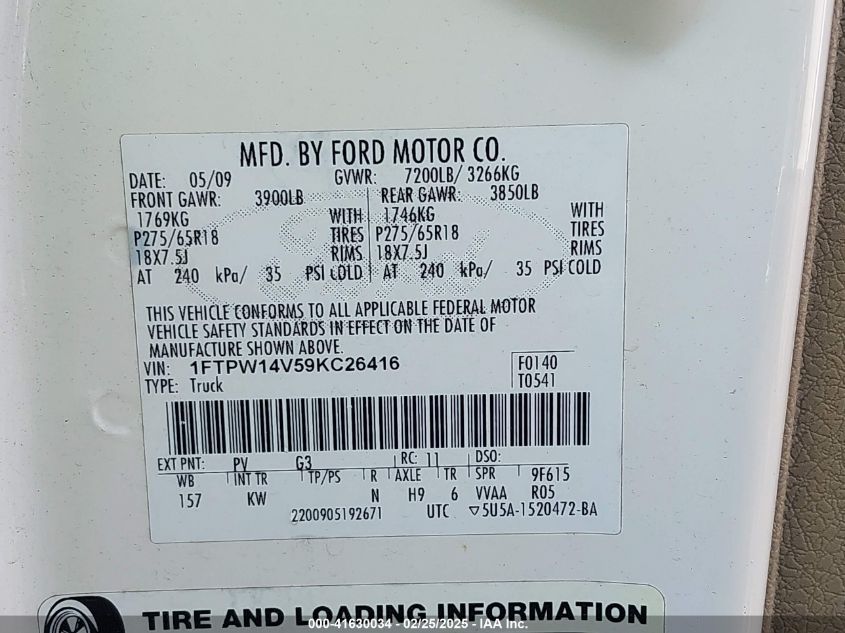 MFD. BY FORD MOTOR CO.
DATE: 05/09 GVWR: 7200LB/ 3266KG
FRONT GAWR: 3900LB REAR GAWR: 3850LB
1769KG WITH 1746KG WITH
P275/65R18 TIRES P275/65R18 TIRES
18X7.5J RIMS 18X7.5J RIMS
AT 240 kPa/ 35 PSI COLD AT 240 kPa/ 35 PSI COLD
THIS VEHICLE CONFORMS TO ALL APPLICABLE FEDERAL MOTOR
VEHICLE SAFETY STANDARDS IN EFFECT ON THE DATE OF
MANUFACTURE SHOWN ABOVE.
VIN: 1FTPW14V59KC26416 F0140
TYPE: Truck T0541
EXT PNT: PV G3 RC: 11 DSO:
WB INT TR TP/PS R AXLE TR SPR 9F615
157 KW N H9 6 VVAA R05
2200905192671 UTC ▽5U5A-1520472-BA
TIRE AND LOADING INFORMATION
000-41630034 - 02/25/2025 - IAA Inc.